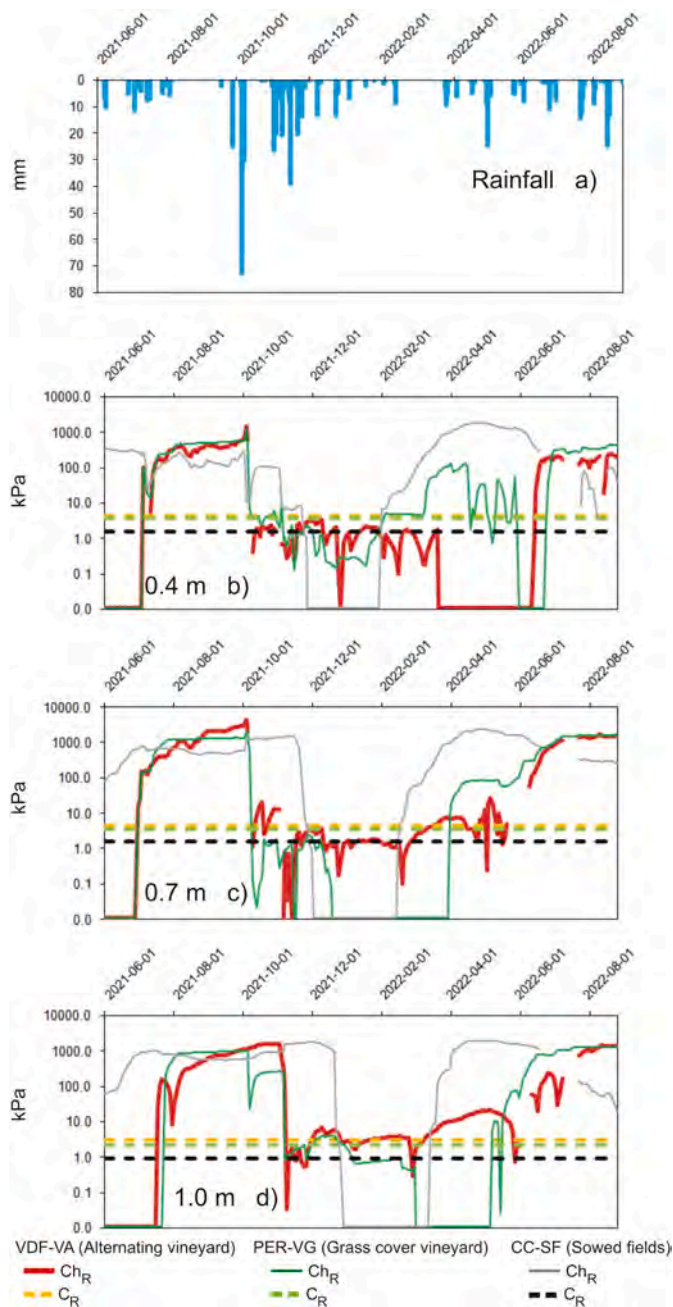 2021-06-01 2021-08-01 2021-10-01 2021-12-01 2022-02-01 2022-04-01 2022-06-01 2022-08-01
0
10
20
30
40
50
60
70
80
mm
Rainfall a)
2021-06-01 2021-08-01 2021-10-01 2021-12-01 2022-02-01 2022-04-01 2022-06-01 2022-08-01
10000.0
1000.0
100.0
10.0
1.0
0.1
0.0
kPa
0.4 m b)
2021-06-01 2021-08-01 2021-10-01 2021-12-01 2022-02-01 2022-04-01 2022-06-01 2022-08-01
10000.0
1000.0
100.0
10.0
1.0
0.1
0.0
kPa
0.7 m c)
2021-06-01 2021-08-01 2021-10-01 2021-12-01 2022-02-01 2022-04-01 2022-06-01 2022-08-01
10000.0
1000.0
100.0
10.0
1.0
0.1
0.0
kPa
1.0 m d)
VDF-VA (Alternating vineyard) PER-VG (Grass cover vineyard) CC-SF (Sowed fields)
Ch_R Ch_R Ch_R
C_R C_R C_R